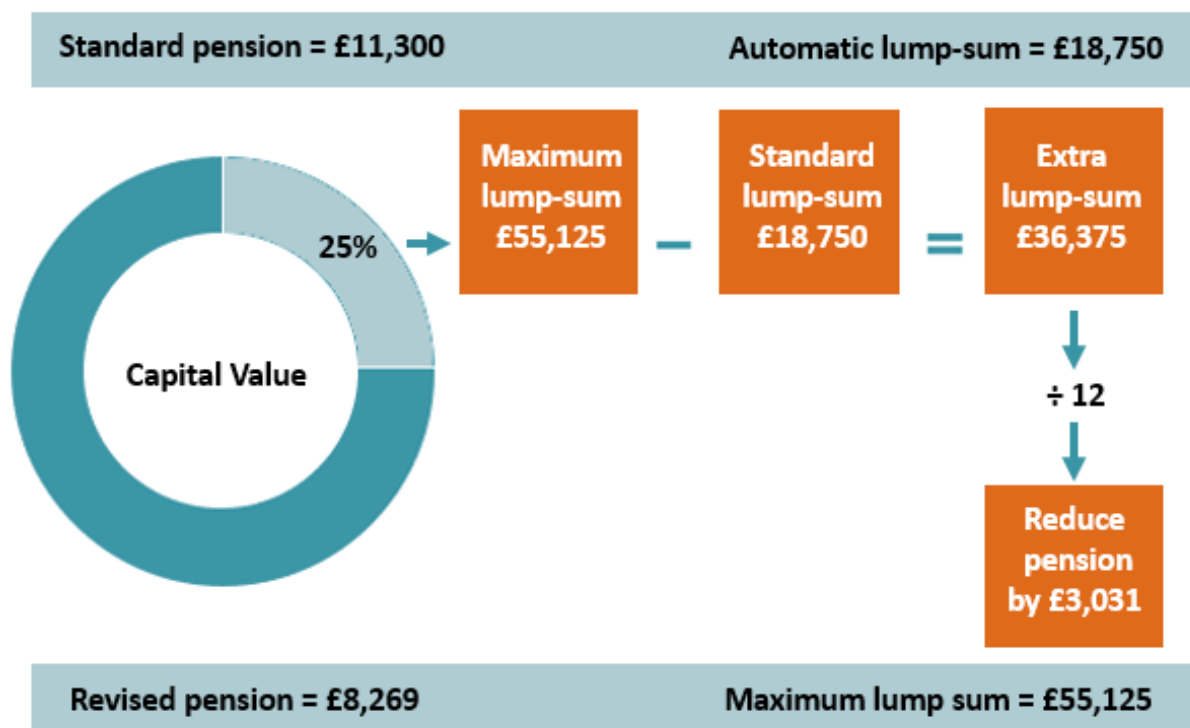 Standard pension = £11,300
Automatic lump-sum = £18,750
Maximum
lump-sum
£55,125
–
Standard
lump-sum
£18,750
=
Extra
lump-sum
£36,375
25%
Capital Value
÷ 12
Reduce
pension
by £3,031
Revised pension = £8,269
Maximum lump sum = £55,125